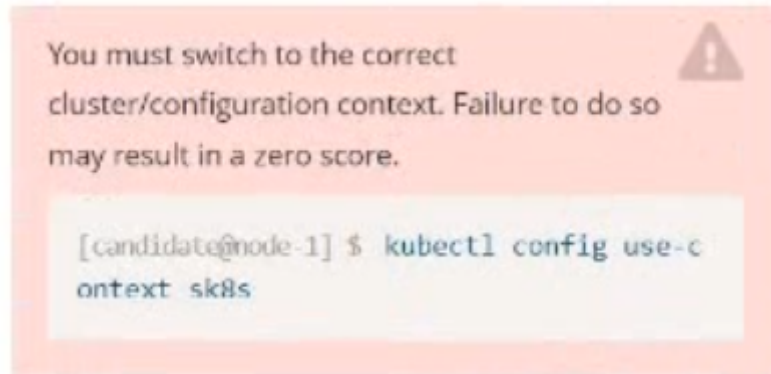 You must switch to the correct
cluster/configuration context. Failure to do so
may result in a zero score.
[candidate@node-1] $ kubectl config use-c
ontext sk8s